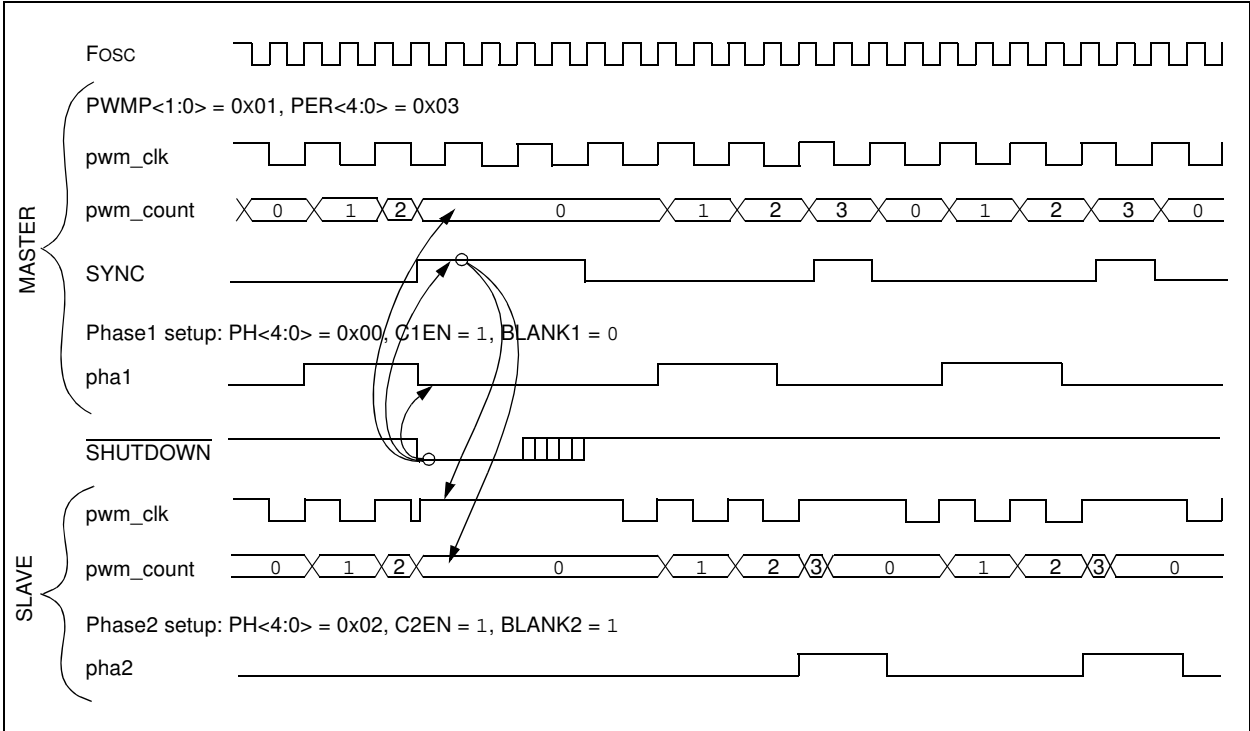 FOSC
PWMP<1:0> = 0x01, PER<4:0> = 0x03
pwm_clk
pwm_count 0 1 2 0 1 2 3 0 1 2 3 0
MASTER
SYNC
Phase1 setup: PH<4:0> = 0x00, C1EN = 1, BLANK1 = 0
pha1
SHUTDOWN
pwm_clk
pwm_count 0 1 2 0 1 2 3 0 1 2 3 0
SLAVE
Phase2 setup: PH<4:0> = 0x02, C2EN = 1, BLANK2 = 1
pha2